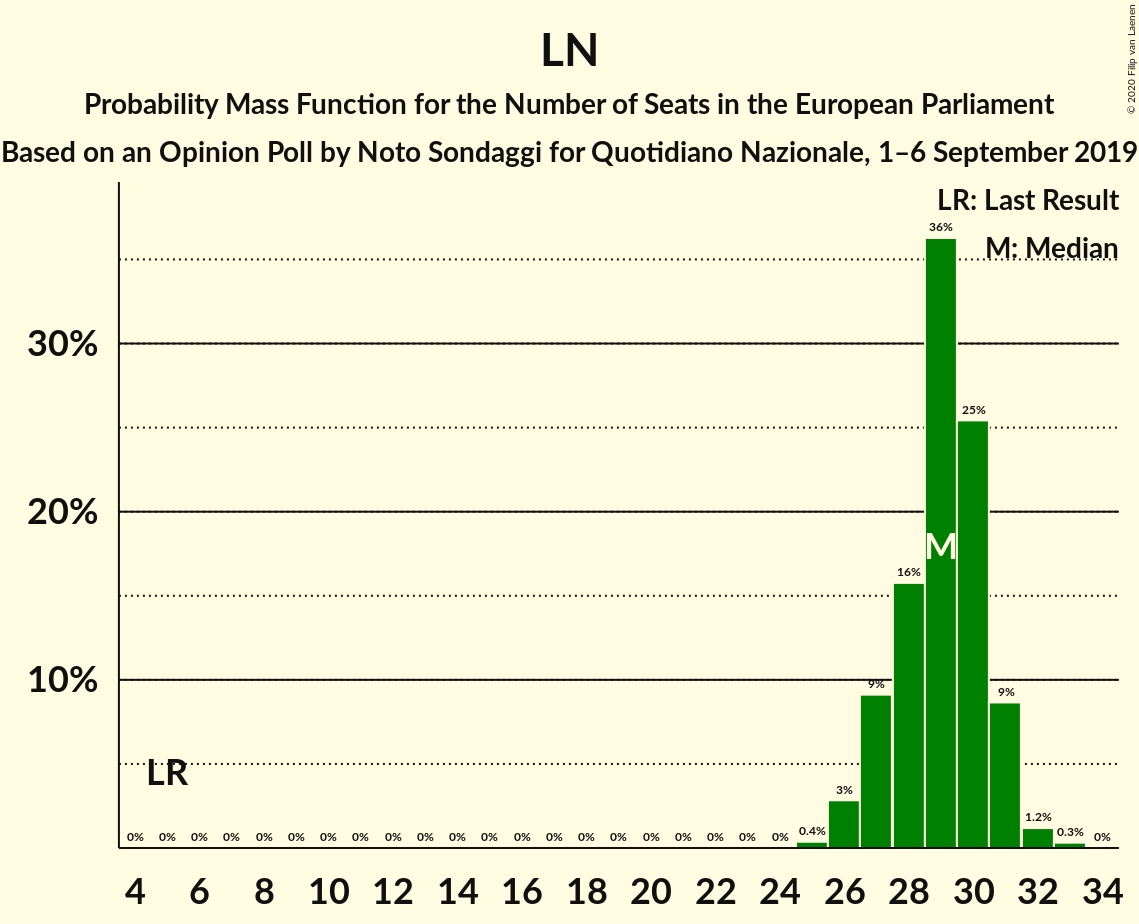 LN
Probability Mass Function for the Number of Seats in the European Parliament
Based on an Opinion Poll by Noto Sondaggi for Quotidiano Nazionale, 1–6 September 2019
© 2020 Filip van Laenen
LR: Last Result
M: Median
36%
30%
25%
20%
M
16%
10%
9%
9%
LR
3%
0% 0% 0% 0% 0% 0% 0% 0% 0% 0% 0% 0% 0% 0% 0% 0% 0% 0% 0% 0% 0% 0.4% 1.2% 0.3% 0%
4 6 8 10 12 14 16 18 20 22 24 26 28 30 32 34